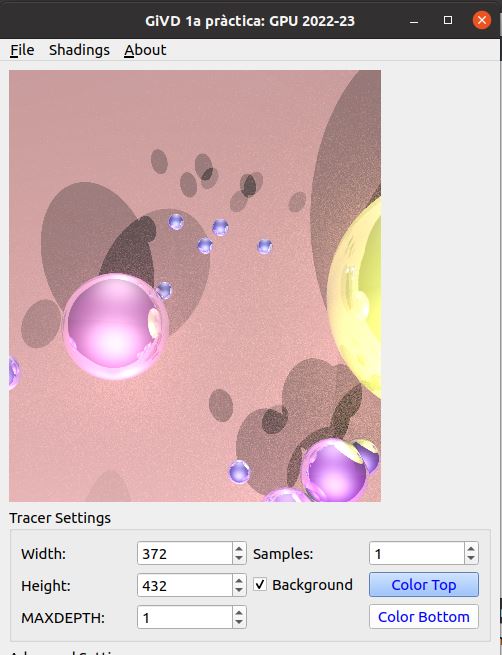 GiVD 1a pràctica: GPU 2022-23
File Shadings About
Tracer Settings
Width: 372 Samples: 1
Height: 432 Background Color Top
MAXDEPTH: 1 Color Bottom